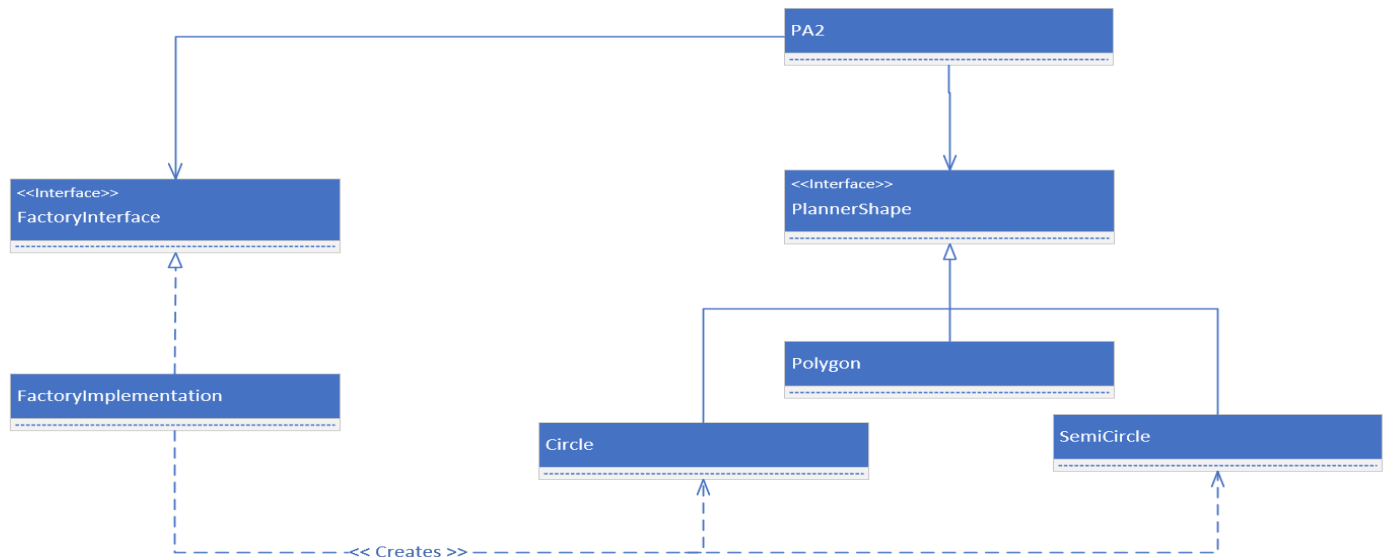 PA2
<<Interface>>
FactoryInterface
<<Interface>>
PlannerShape
FactoryImplementation
Polygon
Circle
SemiCircle
<< Creates >>